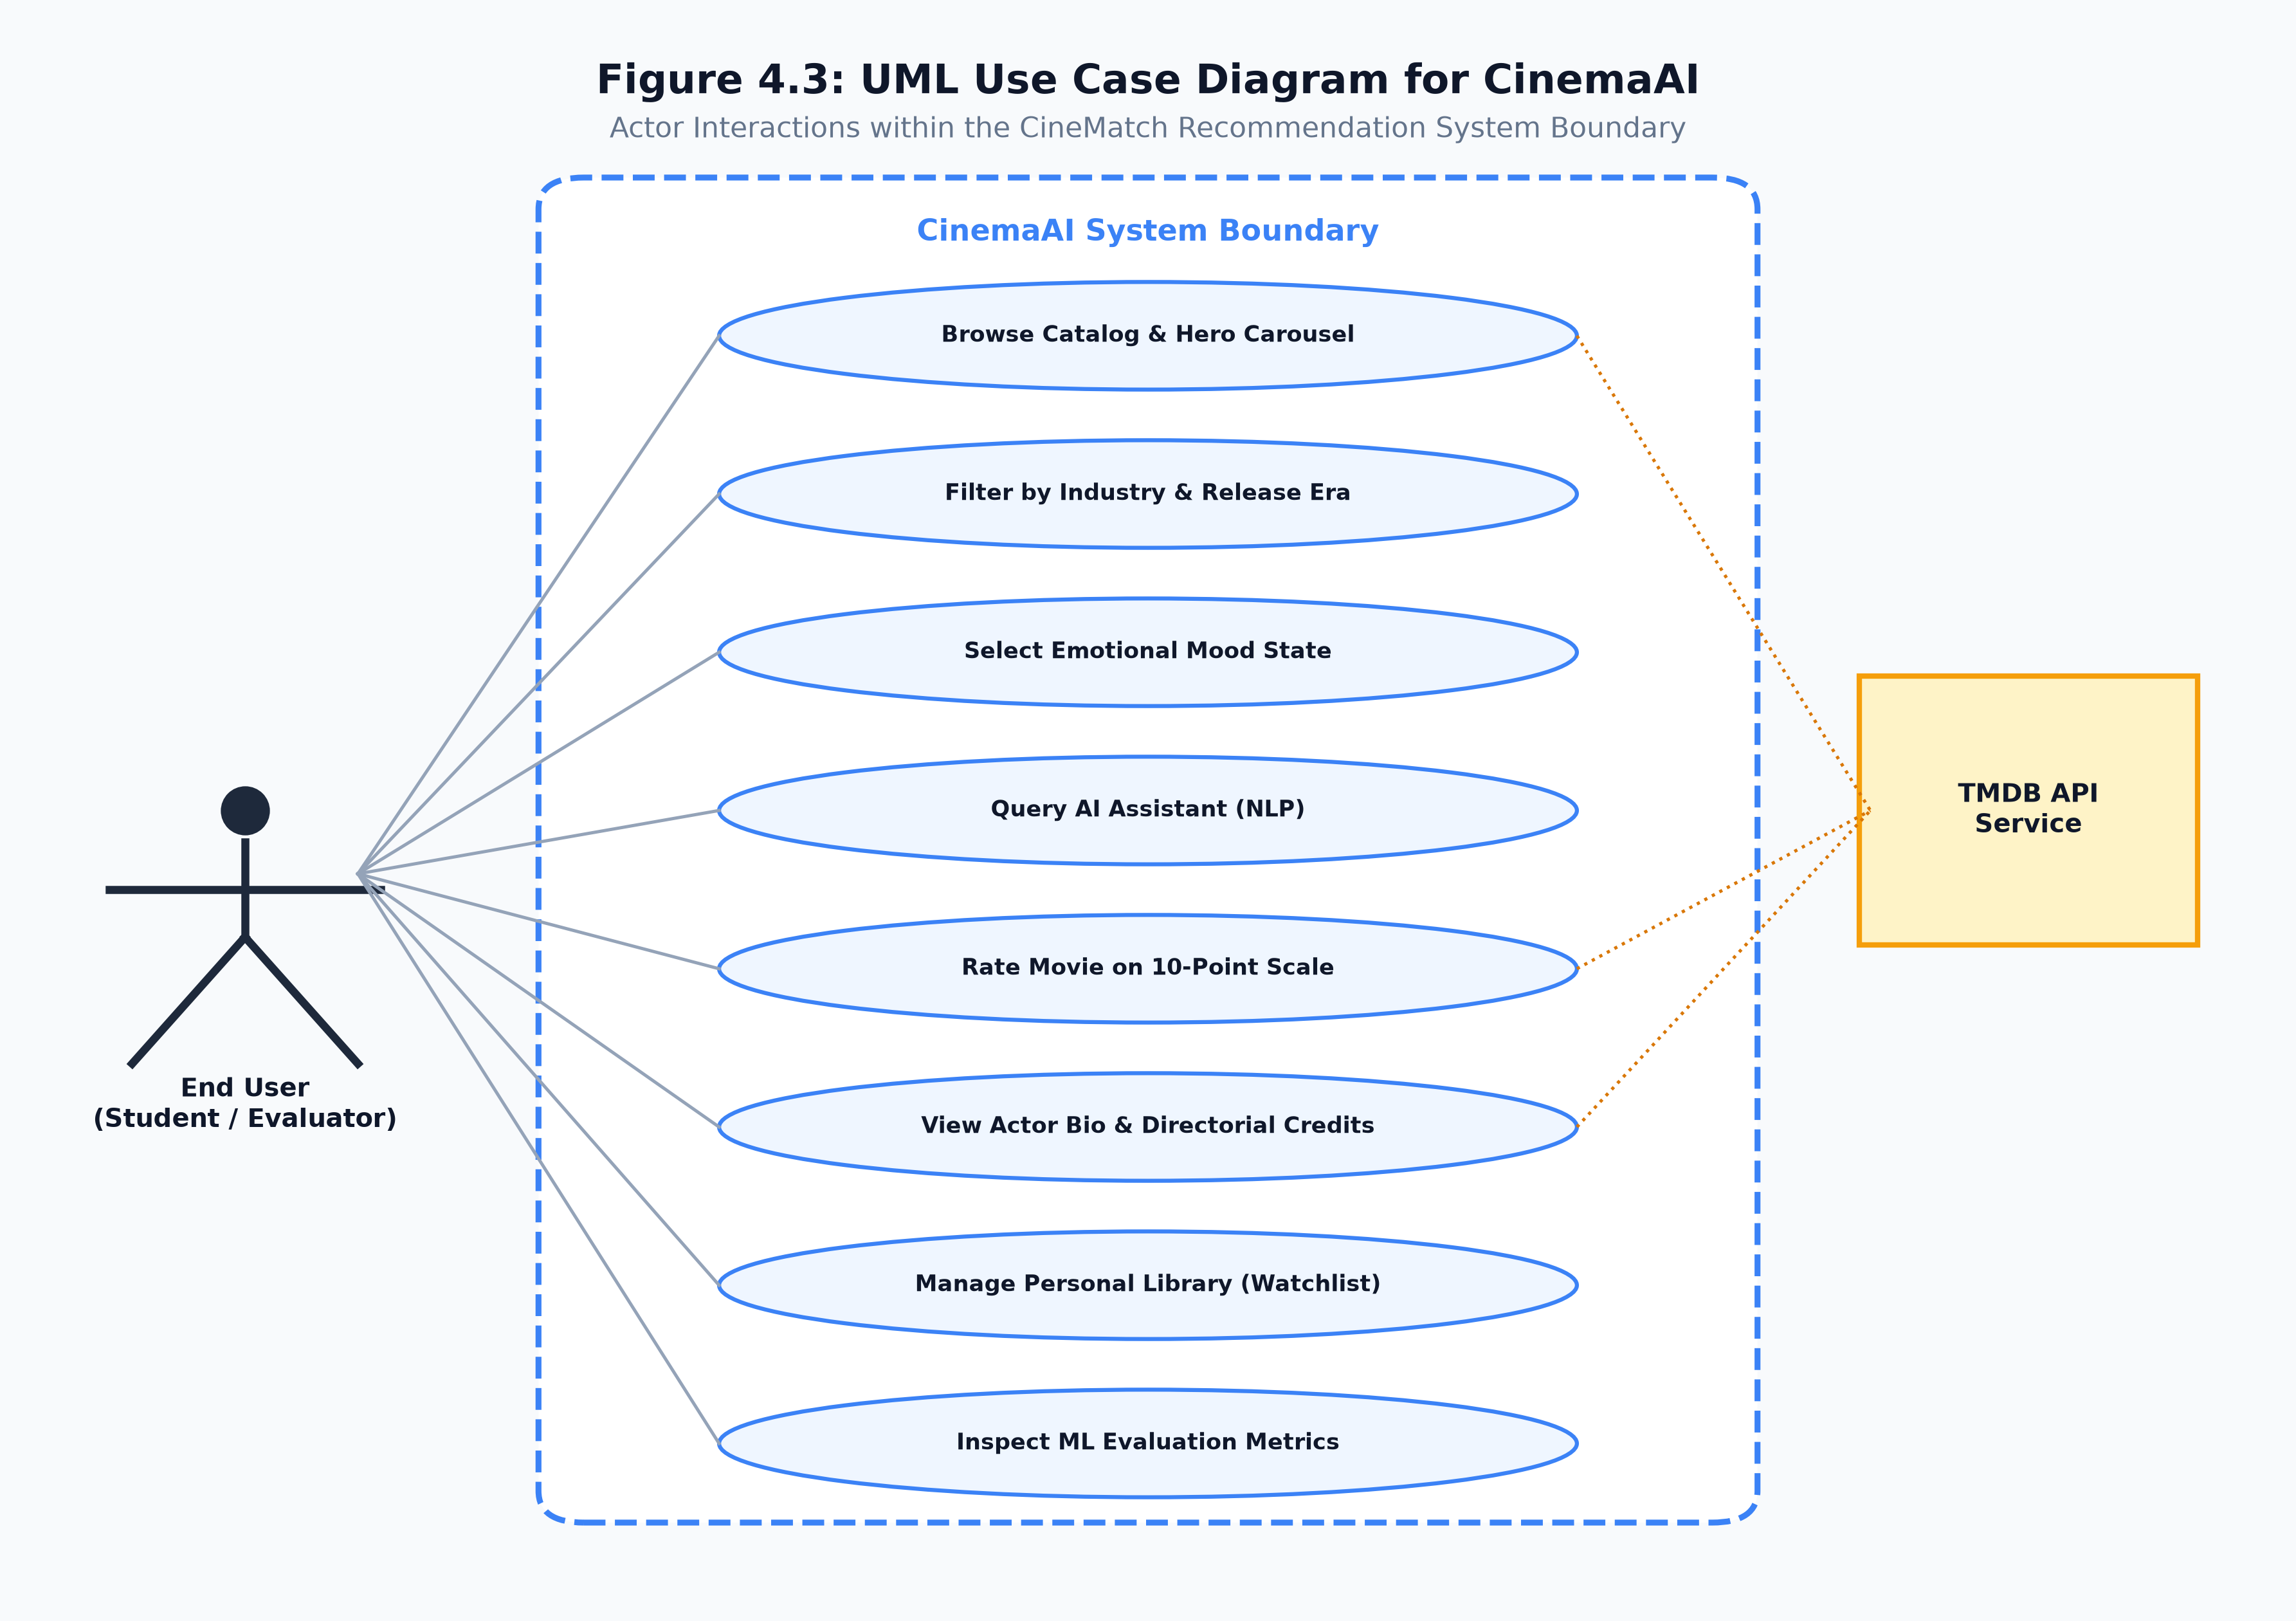 Figure 4.3: UML Use Case Diagram for CinemaAI
Actor Interactions within the CineMatch Recommendation System Boundary
CinemaAI System Boundary
Browse Catalog & Hero Carousel
Filter by Industry & Release Era
Select Emotional Mood State
Query AI Assistant (NLP)
Rate Movie on 10-Point Scale
View Actor Bio & Directorial Credits
Manage Personal Library (Watchlist)
Inspect ML Evaluation Metrics
End User
(Student / Evaluator)
TMDB API
Service